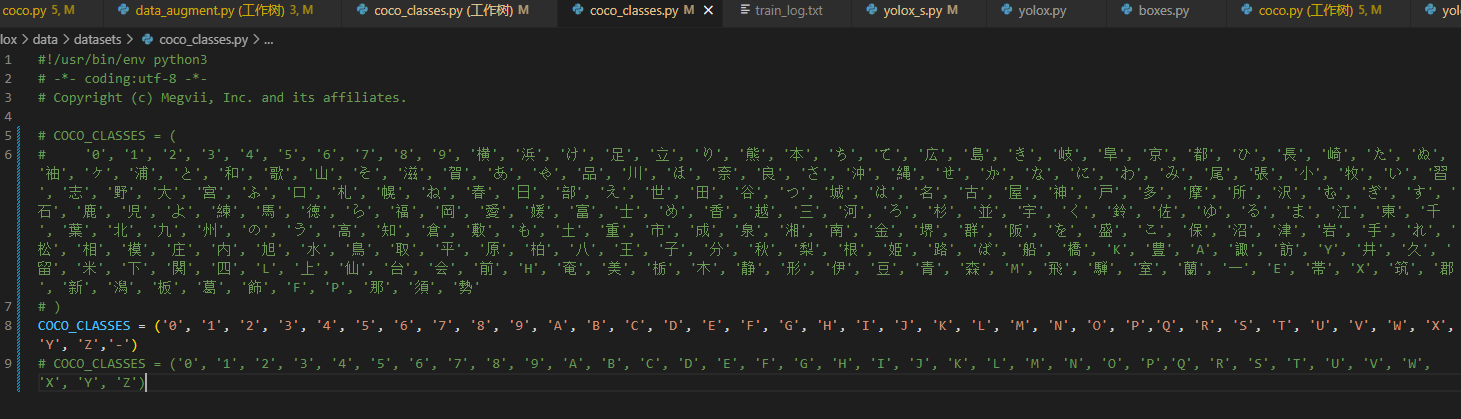 coco.py 5, M data_augment.py (工作树) 3, M coco_classes.py (工作树) M coco_classes.py M × train_log.txt yolox_s.py M yolox.py boxes.py coco.py (工作树) 5, M yolo
lox > data > datasets > coco_classes.py > ...
1 #!/usr/bin/env python3
2 # -*- coding:utf-8 -*-
3 # Copyright (c) Megvii, Inc. and its affiliates.
4
5 # COCO_CLASSES = (
6 #     '0', '1', '2', '3', '4', '5', '6', '7', '8', '9', '横', '浜', 'け', '足', '立', 'り', '熊', '本', 'ち', 'て', '広', '島', 'き', '岐', '阜', '京', '都', 'ひ', '長', '崎', 'た', 'ぬ',
'袖', 'ヶ', '浦', 'と', '和', '歌', '山', 'そ', '滋', '賀', 'あ', 'や', '品', '川', 'ほ', '奈', '良', 'さ', '沖', '縄', 'せ', 'か', 'な', 'に', 'わ', 'み', '尾', '張', '小', '牧', 'い', '習'
, '志', '野', '大', '宮', 'ふ', '口', '札', '幌', 'ね', '春', '日', '部', 'え', '世', '田', '谷', 'つ', '城', 'は', '名', '古', '屋', '神', '戸', '多', '摩', '所', '沢', 'む', 'ぎ', 'す', '
石', '鹿', '児', 'よ', '練', '馬', '徳', 'ら', '福', '岡', '愛', '媛', '富', '士', 'め', '香', '越', '三', '河', 'ろ', '杉', '並', '宇', 'く', '鈴', '佐', 'ゆ', 'る', 'ま', '江', '東', '千
', '葉', '北', '九', '州', 'の', 'う', '高', '知', '倉', '敷', 'も', '土', '重', '市', '成', '泉', '湘', '南', '金', '堺', '群', '阪', 'を', '盛', 'こ', '保', '沼', '津', '岩', '手', 'れ', '
松', '相', '模', '庄', '内', '旭', '水', '鳥', '取', '平', '原', '柏', '八', '王', '子', '分', '秋', '梨', '根', '姫', '路', 'ば', '船', '橋', 'K', '豊', 'A', '諏', '訪', 'Y', '井', '久', '
留', '米', '下', '関', '四', 'L', '上', '仙', '台', '会', '前', 'H', '奄', '美', '栃', '木', '静', '形', '伊', '豆', '青', '森', 'M', '飛', '騨', '室', '蘭', '一', 'E', '帯', 'X', '筑', '郡
', '新', '潟', '板', '葛', '飾', 'F', 'P', '那', '須', '勢'
7 # )
8 COCO_CLASSES = ('0', '1', '2', '3', '4', '5', '6', '7', '8', '9', 'A', 'B', 'C', 'D', 'E', 'F', 'G', 'H', 'I', 'J', 'K', 'L', 'M', 'N', 'O', 'P','Q', 'R', 'S', 'T', 'U', 'V', 'W', 'X',
'Y', 'Z','-')
9 # COCO_CLASSES = ('0', '1', '2', '3', '4', '5', '6', '7', '8', '9', 'A', 'B', 'C', 'D', 'E', 'F', 'G', 'H', 'I', 'J', 'K', 'L', 'M', 'N', 'O', 'P','Q', 'R', 'S', 'T', 'U', 'V', 'W',
'X', 'Y', 'Z')